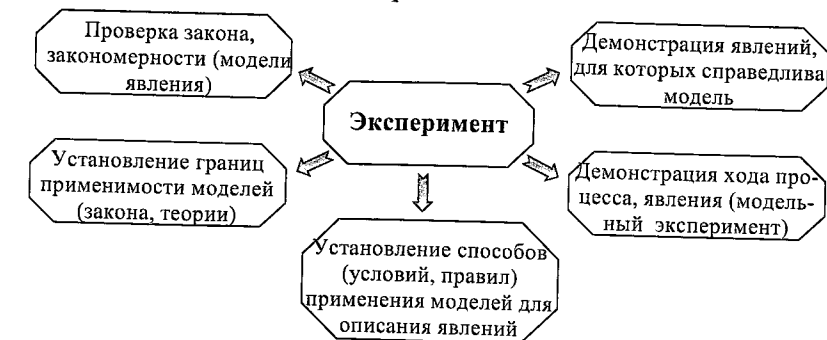 Проверка закона,
закономерности (модели
явления)
Демонстрация явлений,
для которых справедлива
модель
Эксперимент
Установление границ
применимости моделей
(закона, теории)
Демонстрация хода про-
цесса, явления (модель-
ный эксперимент)
Установление способов
(условий, правил)
применения моделей для
описания явлений